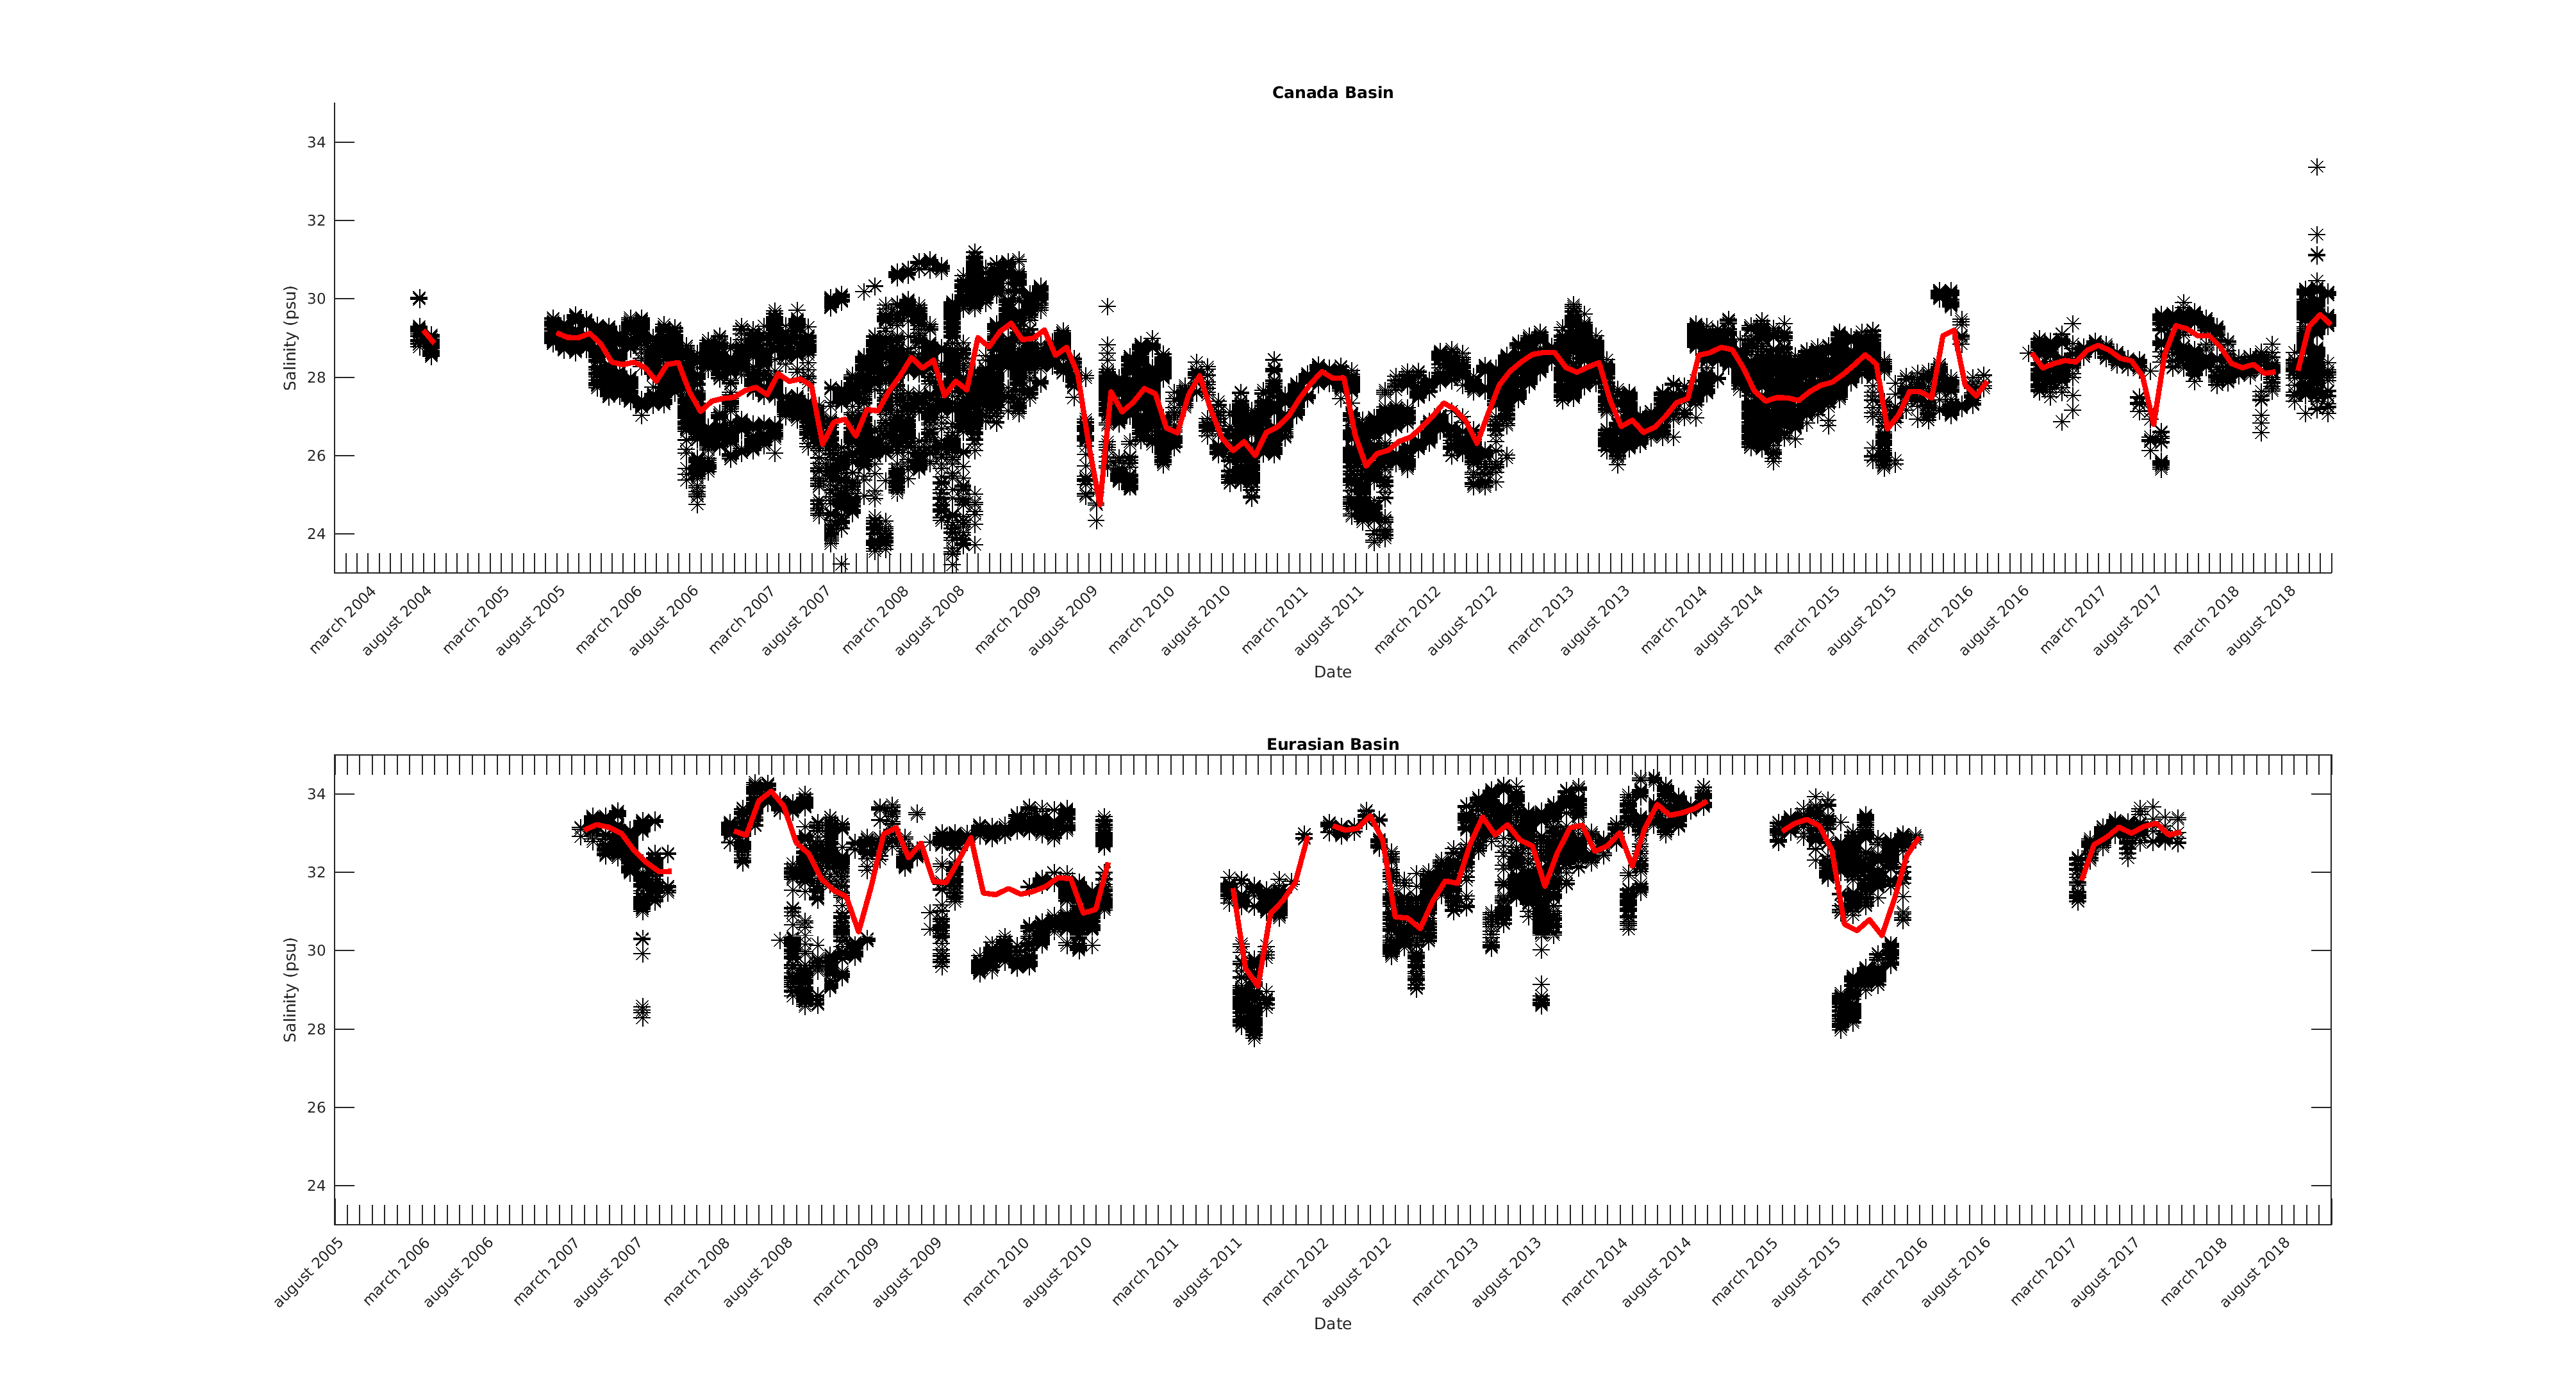 Canada Basin
34
32
30
28
26
24
Salinity (psu)
march 2004
august 2004
march 2005
august 2005
march 2006
august 2006
march 2007
august 2007
march 2008
august 2008
march 2009
august 2009
march 2010
august 2010
march 2011
august 2011
march 2012
august 2012
march 2013
august 2013
march 2014
august 2014
march 2015
august 2015
march 2016
august 2016
march 2017
august 2017
march 2018
august 2018
Date
Eurasian Basin
34
32
30
28
26
24
Salinity (psu)
august 2005
march 2006
august 2006
march 2007
august 2007
march 2008
august 2008
march 2009
august 2009
march 2010
august 2010
march 2011
august 2011
march 2012
august 2012
march 2013
august 2013
march 2014
august 2014
march 2015
august 2015
march 2016
august 2016
march 2017
august 2017
march 2018
august 2018
Date